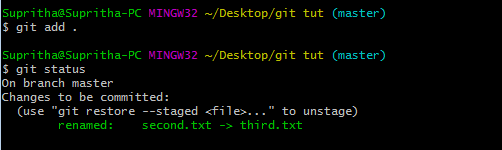 Supritha@Supritha-PC MINGW32 ~/Desktop/git tut (master)
$ git add .
Supritha@Supritha-PC MINGW32 ~/Desktop/git tut (master)
$ git status
On branch master
Changes to be committed:
(use "git restore --staged <file>..." to unstage)
renamed: second.txt -> third.txt